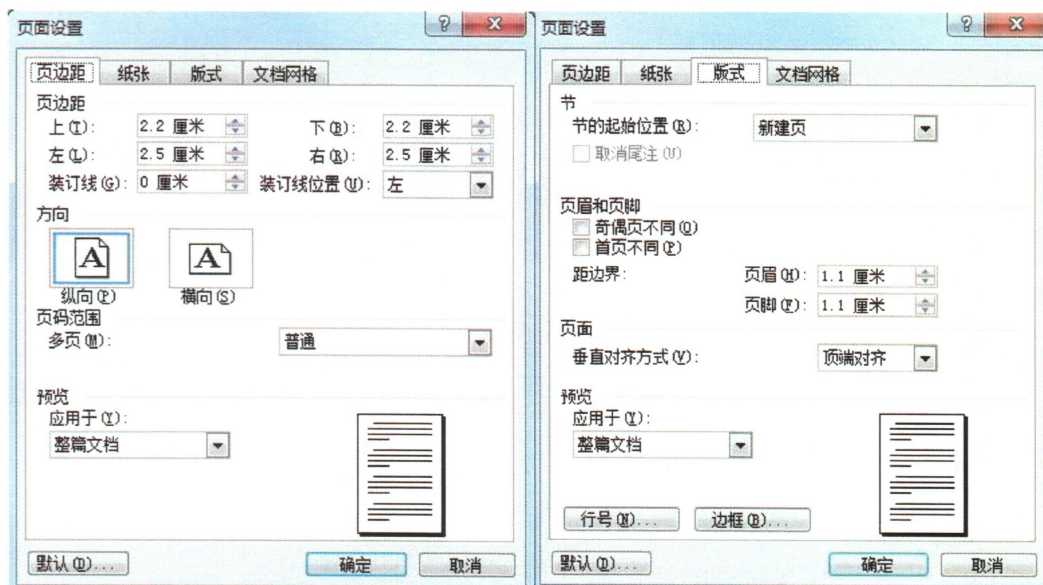 页面设置
页边距 纸张 版式 文档网格
页边距
上(T): 2.2 厘米 下(B): 2.2 厘米
左(L): 2.5 厘米 右(R): 2.5 厘米
装订线(G): 0 厘米 装订线位置(U): 左
方向
A A
纵向(P) 横向(S)
页码范围
多页(M): 普通
预览
应用于(Y):
整篇文档
默认(D)... 确定 取消
页面设置
页边距 纸张 版式 文档网格
节
节的起始位置(R): 新建页
取消尾注(U)
页眉和页脚
奇偶页不同(O)
首页不同(P)
距边界: 页眉(H): 1.1 厘米
页脚(F): 1.1 厘米
页面
垂直对齐方式(V): 顶端对齐
预览
应用于(Y):
整篇文档
行号(N)... 边框(B)...
默认(D)... 确定 取消